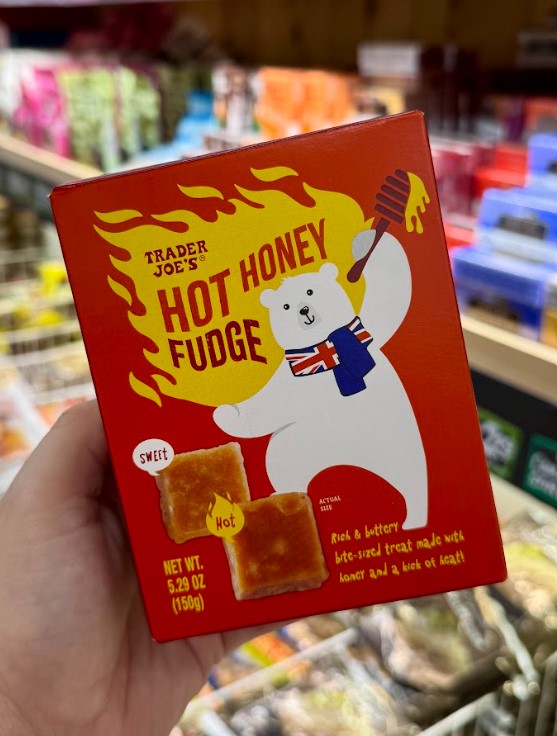 TRADER
JOE'S®
HOT HONEY
FUDGE
SWEET
HOT
ACTUAL
SIZE
Rich & buttery
bite-sized treat made with
honey and a kick of heat!
NET WT.
5.29 OZ
(150g)